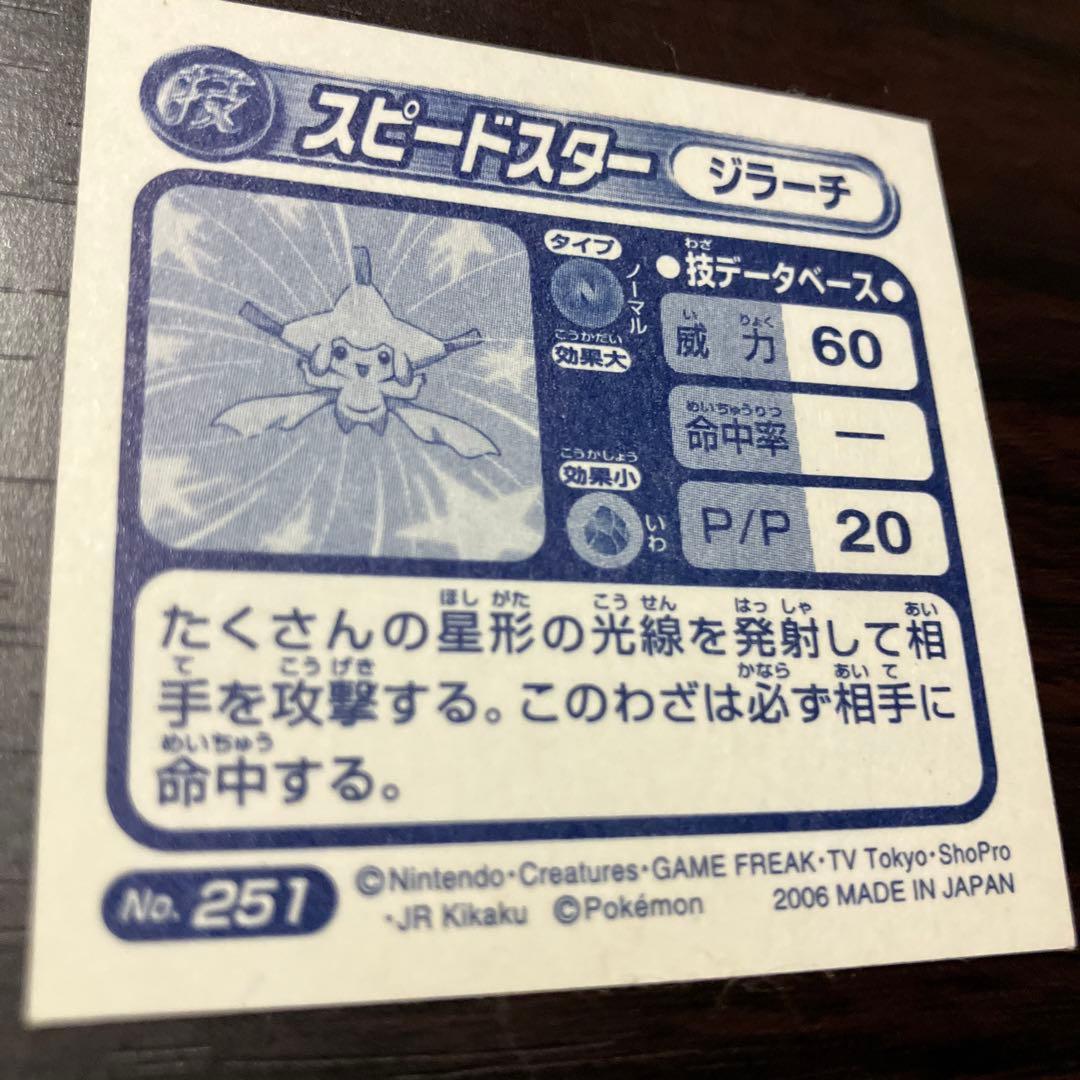 技 スピードスター ジラーチ
タイプ
ノーマル
こうかだい
効果大
こうかしょう
効果小
いわ
わざ
●技データベース●
い りょく
威力 60
めいちゅうりつ
命中率 ―
P/P 20
ほし がた こう せん はっ しゃ あい
たくさんの星形の光線を発射して相
て こう げき かなら あい て
手を攻撃する。このわざは必ず相手に
めいちゅう
命中する。
No. 251
©Nintendo・Creatures・GAME FREAK・TV Tokyo・ShoPro
・JR Kikaku ©Pokémon 2006 MADE IN JAPAN